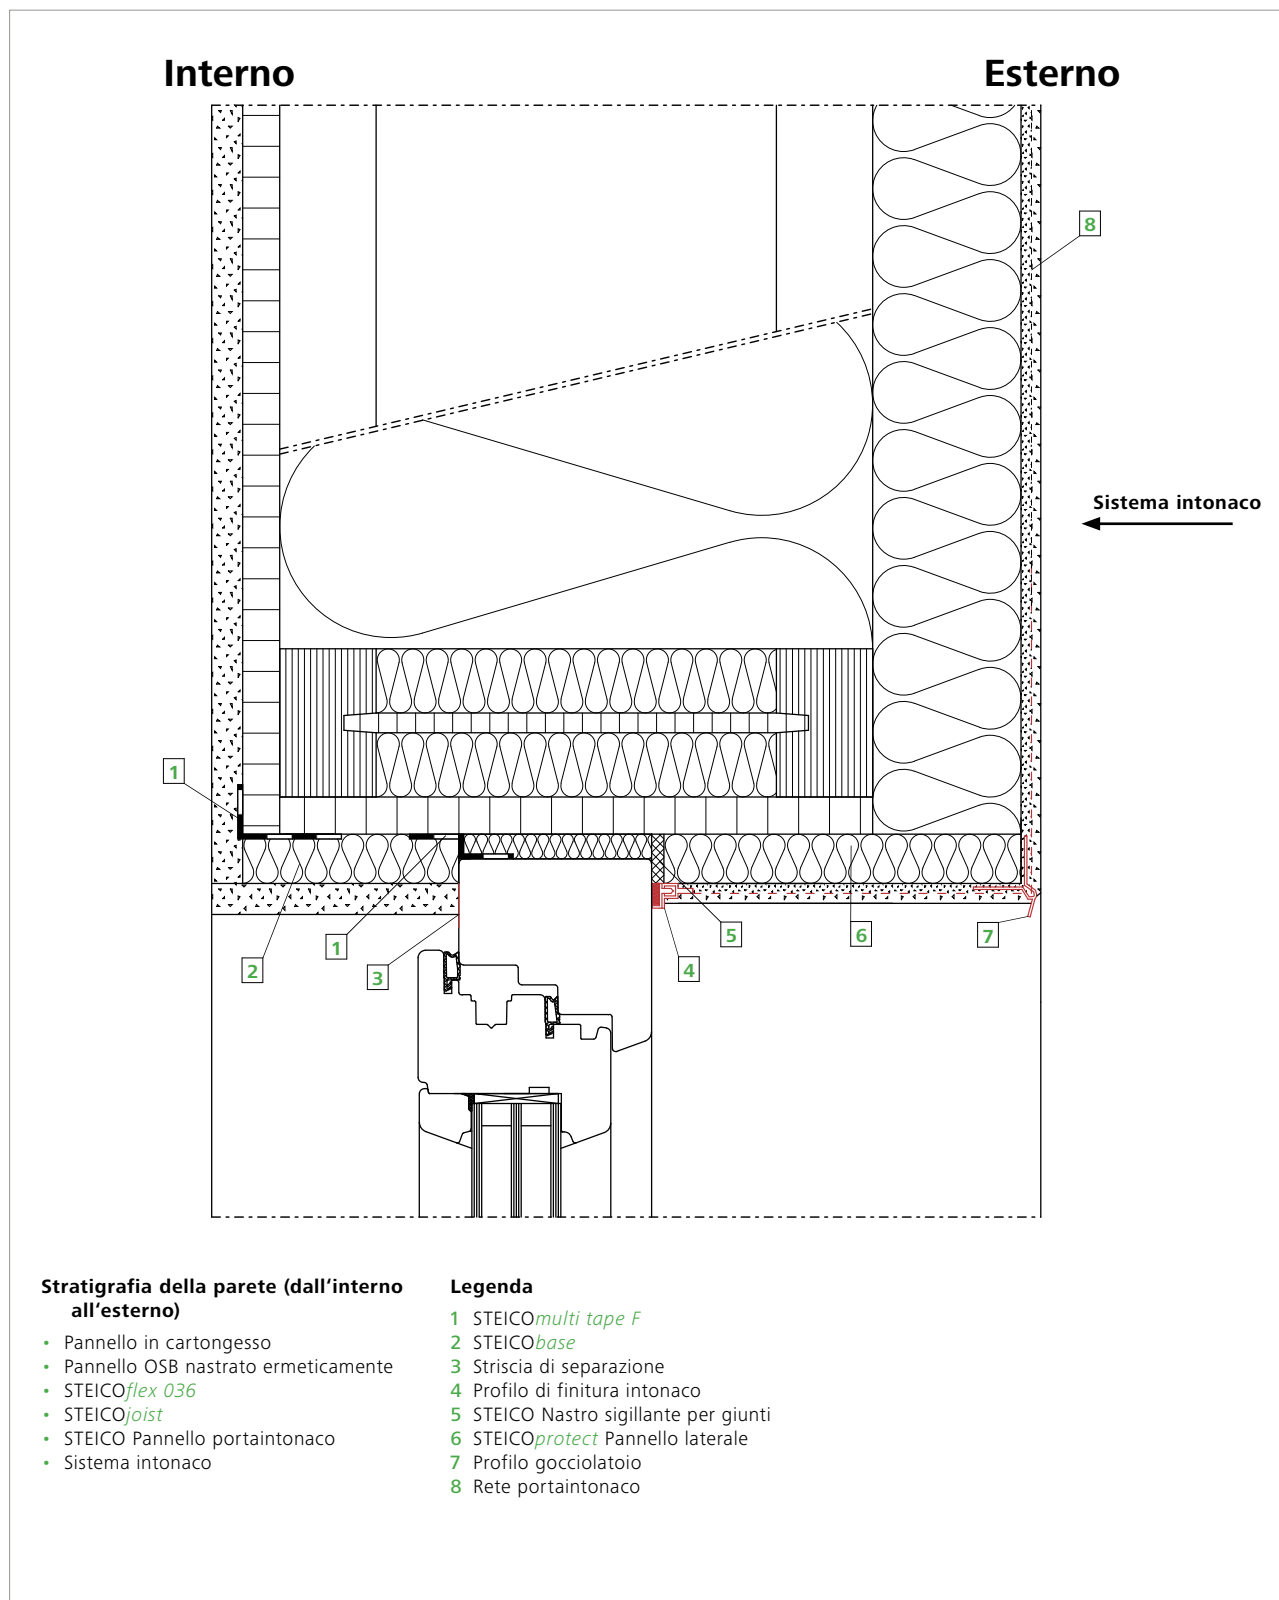 Interno
Esterno
8
Sistema intonaco
1
1
2
3
4
5
6
7
Stratigrafia della parete (dall'interno
all'esterno)
• Pannello in cartongesso
• Pannello OSB nastrato ermeticamente
• STEICOflex 036
• STEICOjoist
• STEICO Pannello portaintonaco
• Sistema intonaco
Legenda
1 STEICOmulti tape F
2 STEICObase
3 Striscia di separazione
4 Profilo di finitura intonaco
5 STEICO Nastro sigillante per giunti
6 STEICOprotect Pannello laterale
7 Profilo gocciolatoio
8 Rete portaintonaco